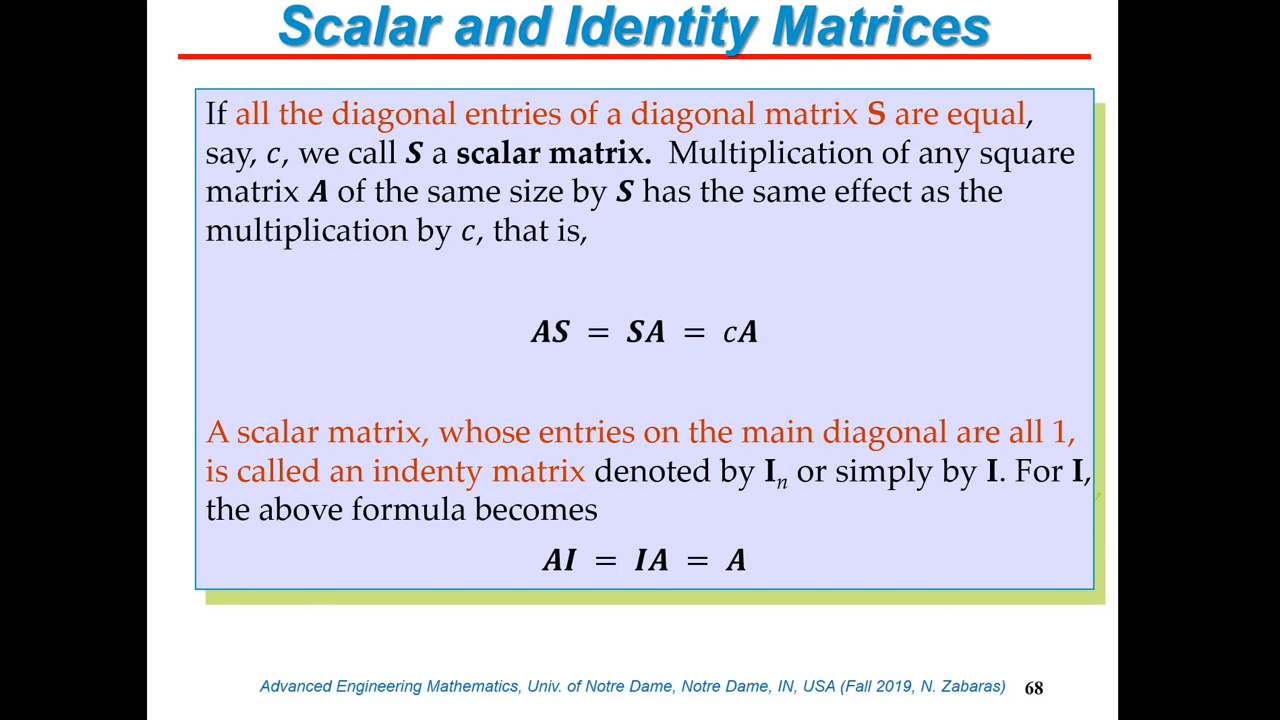 Scalar and Identity Matrices
If all the diagonal entries of a diagonal matrix S are equal,
say, c, we call S a scalar matrix. Multiplication of any square
matrix A of the same size by S has the same effect as the
multiplication by c, that is,
AS = SA = cA
A scalar matrix, whose entries on the main diagonal are all 1,
is called an indenty matrix denoted by Iₙ or simply by I. For I,
the above formula becomes
AI = IA = A
Advanced Engineering Mathematics, Univ. of Notre Dame, Notre Dame, IN, USA (Fall 2019, N. Zabaras) 68